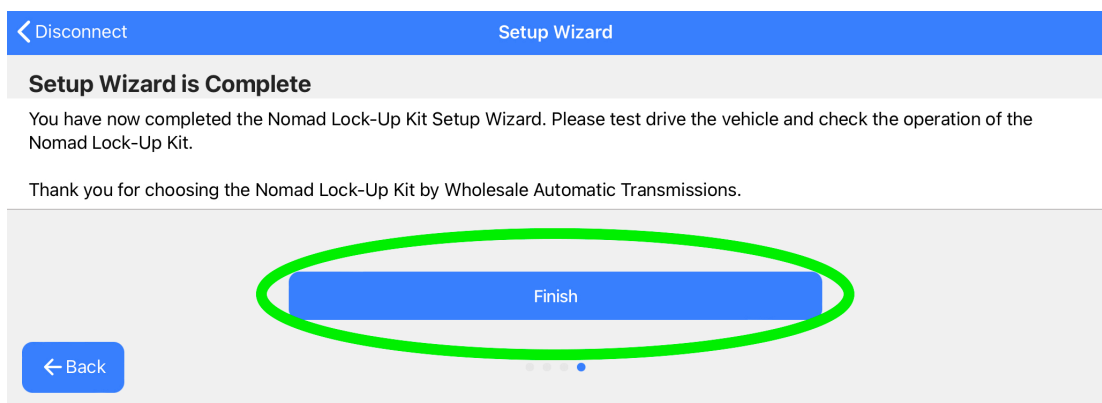 Disconnect
Setup Wizard
Setup Wizard is Complete
You have now completed the Nomad Lock-Up Kit Setup Wizard. Please test drive the vehicle and check the operation of the
Nomad Lock-Up Kit.
Thank you for choosing the Nomad Lock-Up Kit by Wholesale Automatic Transmissions.
Finish
Back